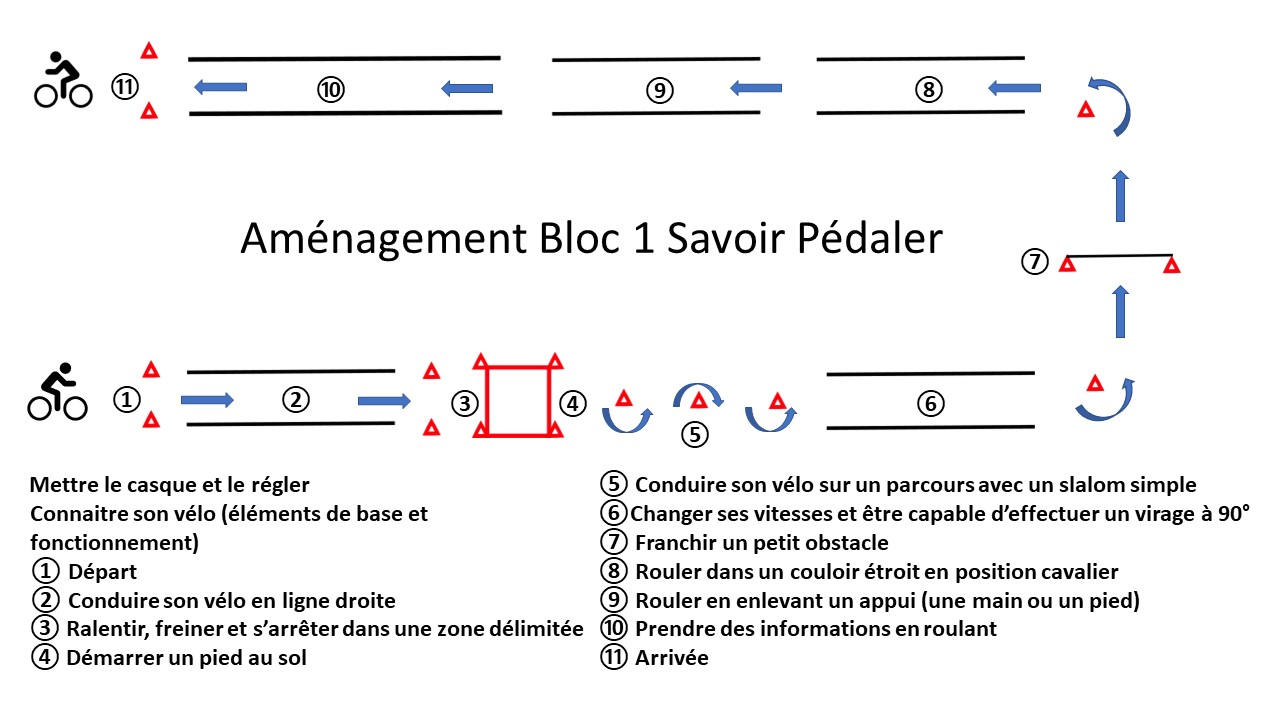 ⑪ ⑩ ⑨ ⑧
Aménagement Bloc 1 Savoir Pédaler
⑦
① ② ③ ④ ⑤ ⑥
Mettre le casque et le régler
Connaitre son vélo (éléments de base et
fonctionnement)
① Départ
② Conduire son vélo en ligne droite
③ Ralentir, freiner et s’arrêter dans une zone délimitée
④ Démarrer un pied au sol
⑤ Conduire son vélo sur un parcours avec un slalom simple
⑥ Changer ses vitesses et être capable d’effectuer un virage à 90°
⑦ Franchir un petit obstacle
⑧ Rouler dans un couloir étroit en position cavalier
⑨ Rouler en enlevant un appui (une main ou un pied)
⑩ Prendre des informations en roulant
⑪ Arrivée